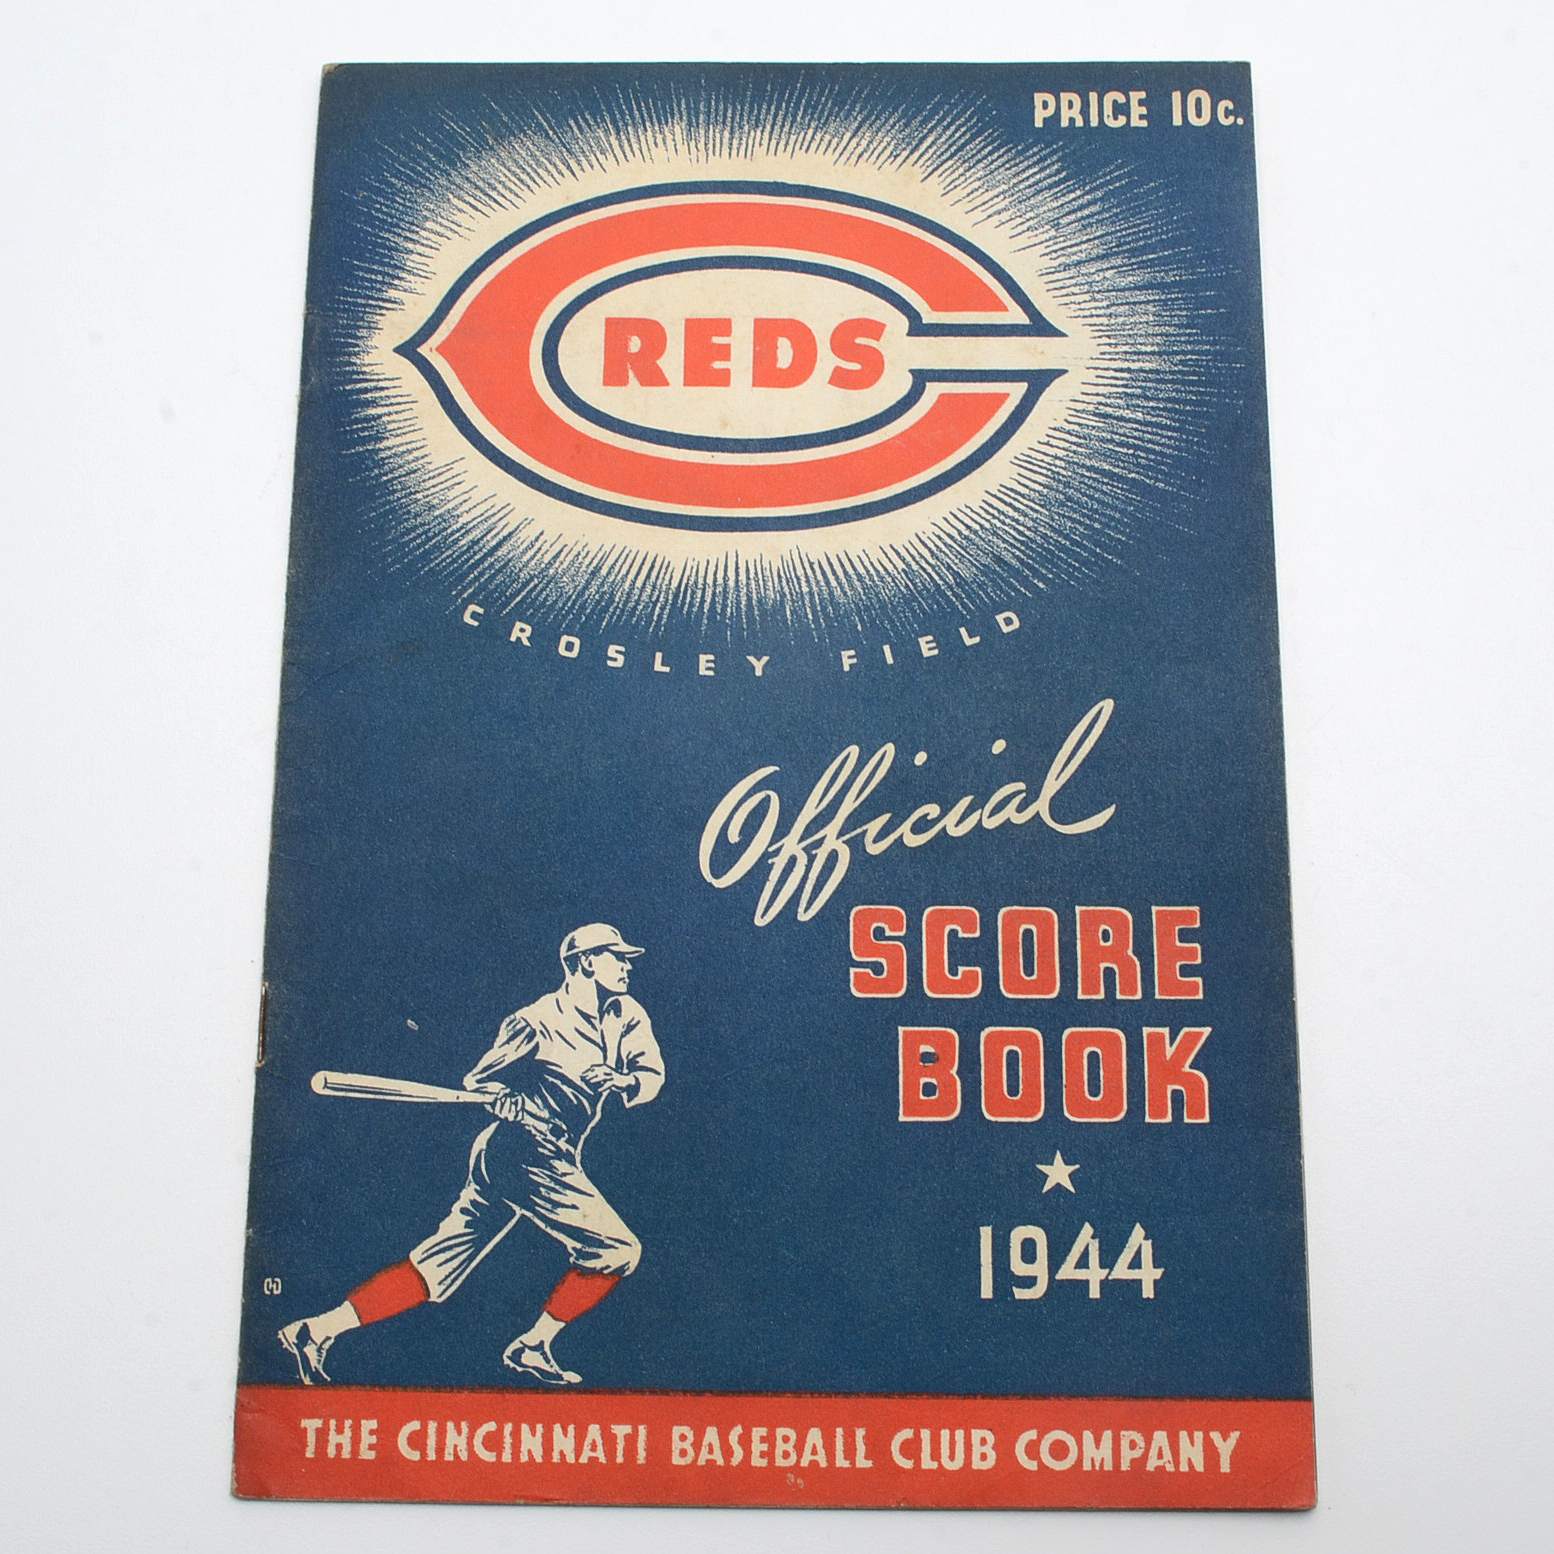 PRICE 10c.
REDS
CROSLEY FIELD
Official
SCORE
BOOK
1944
THE CINCINNATI BASEBALL CLUB COMPANY